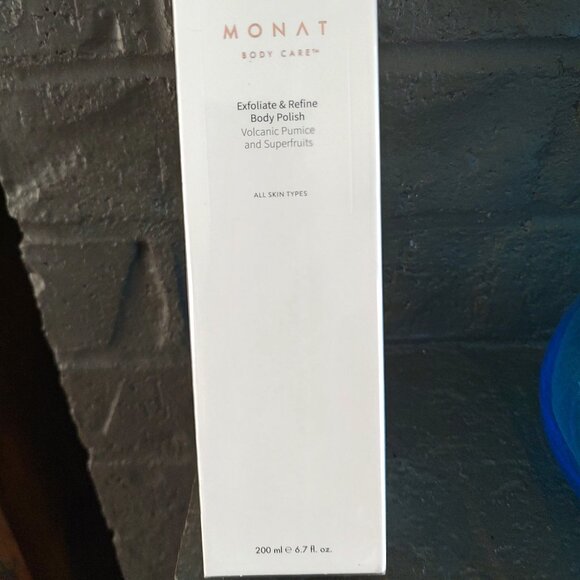 MONAT
BODY CARE™
Exfoliate & Refine
Body Polish
Volcanic Pumice
and Superfruits
ALL SKIN TYPES
200 ml ℮ 6.7 fl. oz.